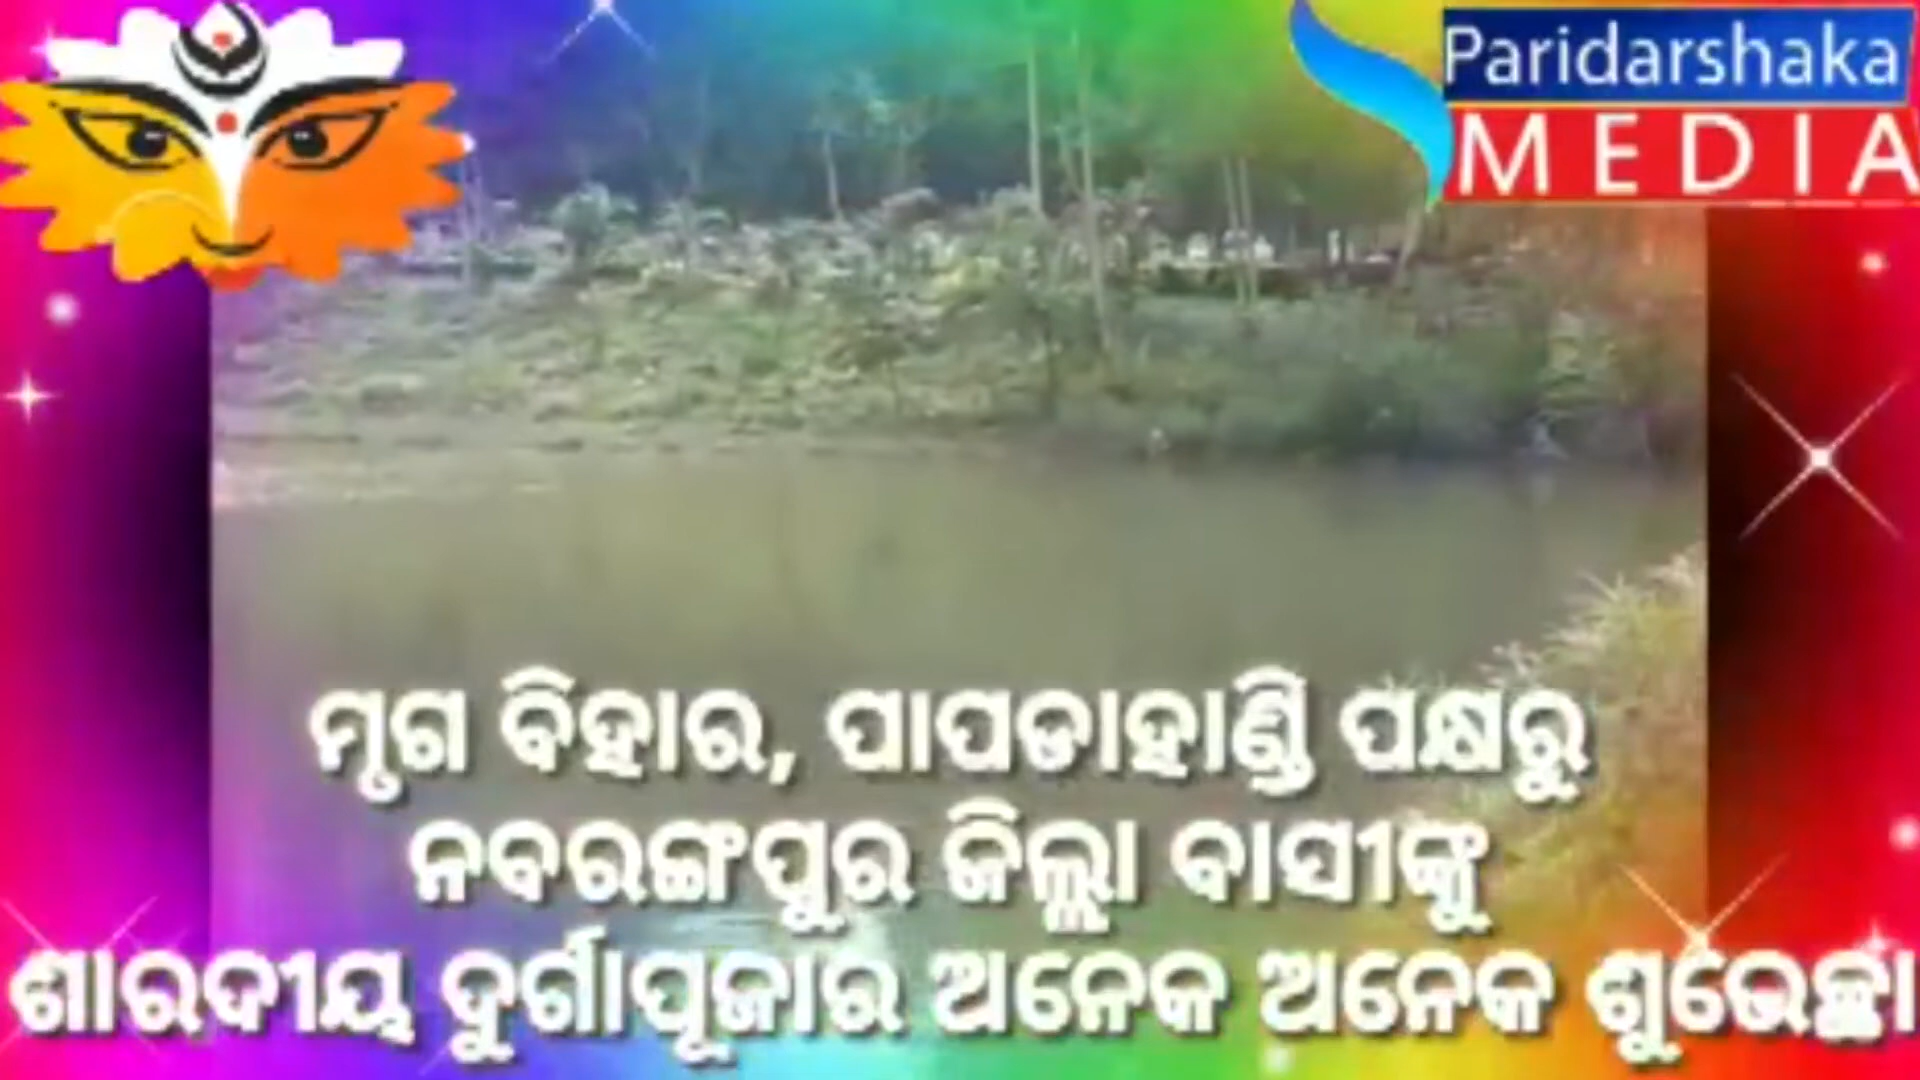 Paridarshaka
MEDIA
ମୃଗ ବିହାର, ପାପଡାହାଣ୍ଡି ପକ୍ଷରୁ
ନବରଙ୍ଗପୁର ଜିଲ୍ଲା ବାସୀଙ୍କୁ
ଶାରଦୀୟ ଦୁର୍ଗାପୂଜାର ଅନେକ ଅନେକ ଶୁଭେଚ୍ଛା